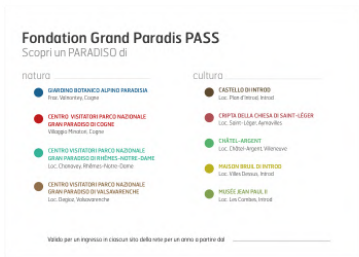 Fondation Grand Paradis PASS
Scopri un PARADISO di
natura
GIARDINO BOTANICO ALPINO PARADISIA
Fraz. Valnontey, Cogne
CENTRO VISITATORI PARCO NAZIONALE
GRAN PARADISO DI COGNE
Villaggio Minatori, Cogne
CENTRO VISITATORI PARCO NAZIONALE
GRAN PARADISO DI RHÊMES-NOTRE-DAME
Loc. Chanavey, Rhêmes-Notre-Dame
CENTRO VISITATORI PARCO NAZIONALE
GRAN PARADISO DI VALSAVARENCHE
Loc. Degioz, Valsavarenche
cultura
CASTELLO DI INTROD
Loc. Plan d'Introd, Introd
CRIPTA DELLA CHIESA DI SAINT-LÉGER
Loc. Saint-Léger, Aymavilles
CHÂTEL-ARGENT
Loc. Châtel-Argent, Villeneuve
MAISON BRUIL DI INTROD
Loc. Villes Dessus, Introd
MUSÉE JEAN PAUL II
Loc. Les Combes, Introd
Valido per un ingresso in ciascun sito della rete per un anno a partire dal